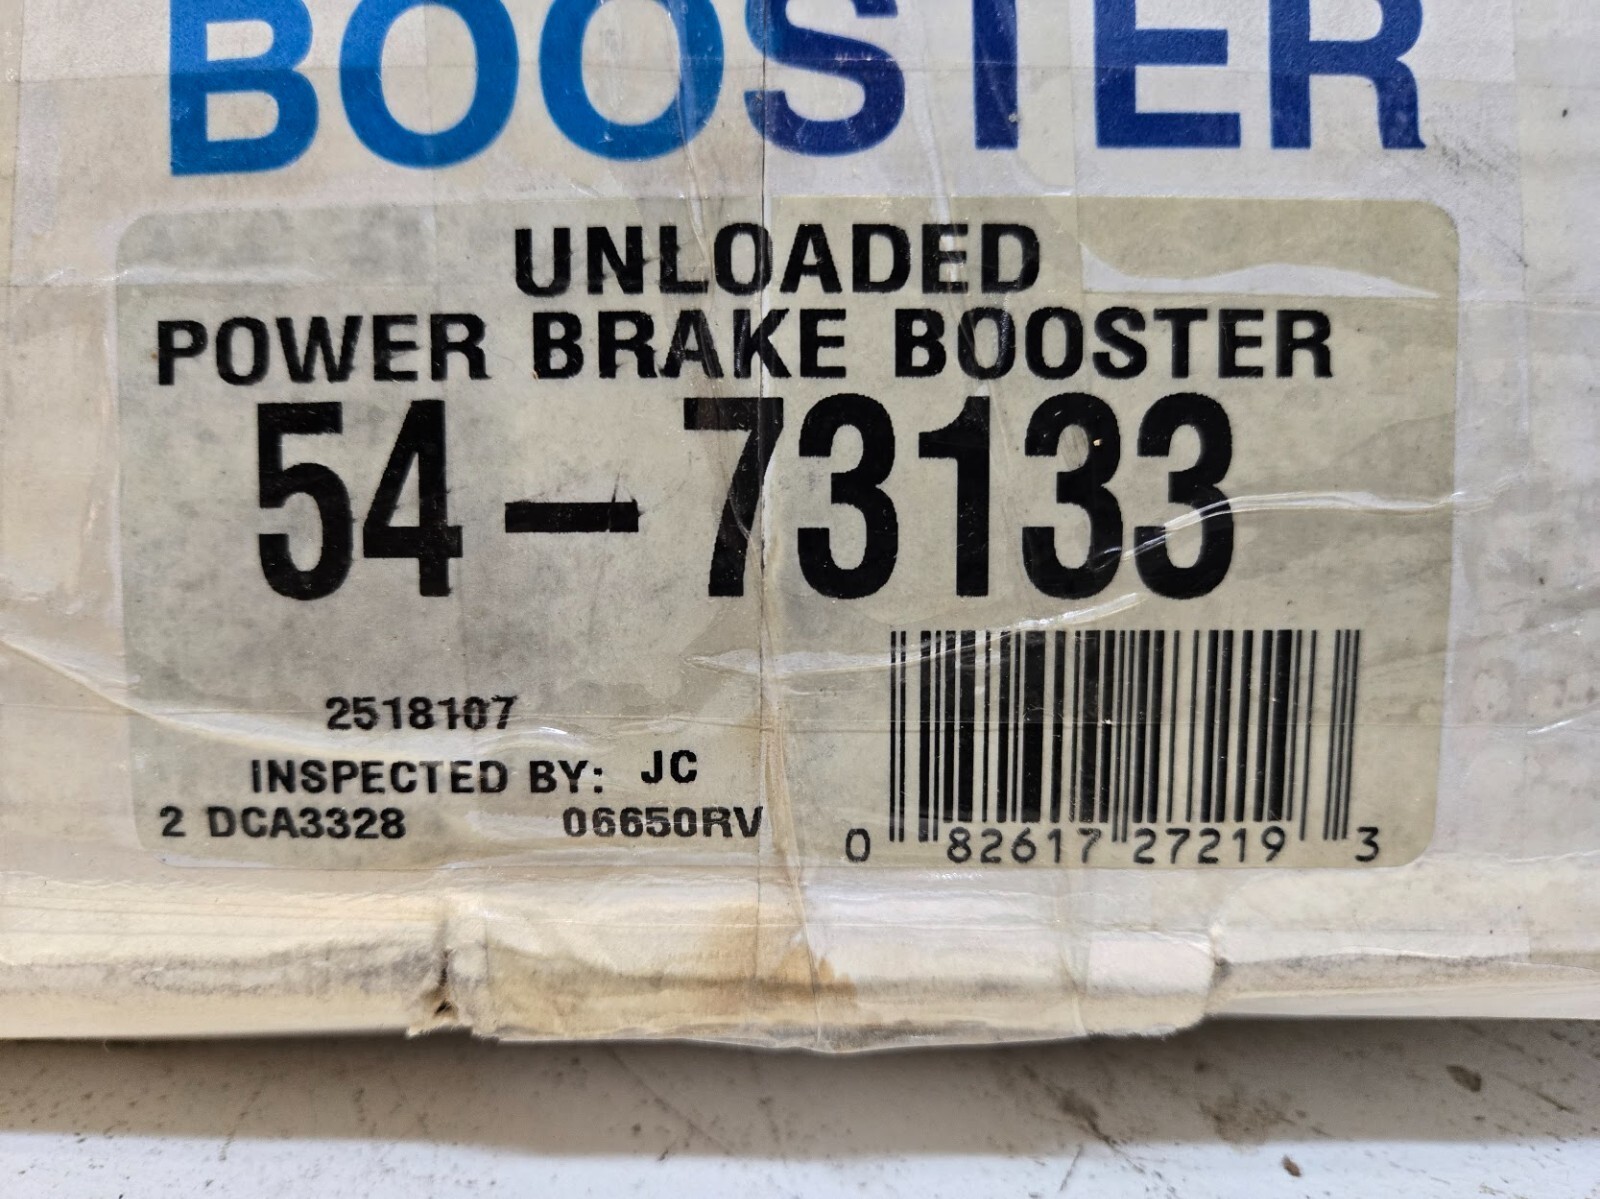 BOOSTER
UNLOADED
POWER BRAKE BOOSTER
54-73133
2518107
INSPECTED BY: JC
2 DCA3328 06650RV
0 82617 27219 3